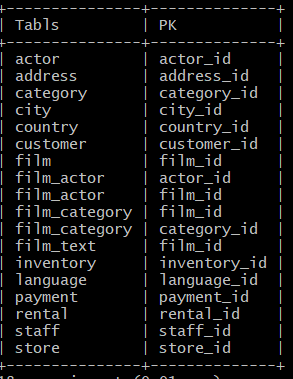 +---------------+--------------+
| Tabls         | PK           |
+---------------+--------------+
| actor         | actor_id     |
| address       | address_id   |
| category      | category_id  |
| city          | city_id      |
| country       | country_id   |
| customer      | customer_id  |
| film          | film_id      |
| film_actor    | actor_id     |
| film_actor    | film_id      |
| film_category | film_id      |
| film_category | category_id  |
| film_text     | film_id      |
| inventory     | inventory_id |
| language      | language_id  |
| payment       | payment_id   |
| rental        | rental_id    |
| staff         | staff_id     |
| store         | store_id     |
+---------------+--------------+